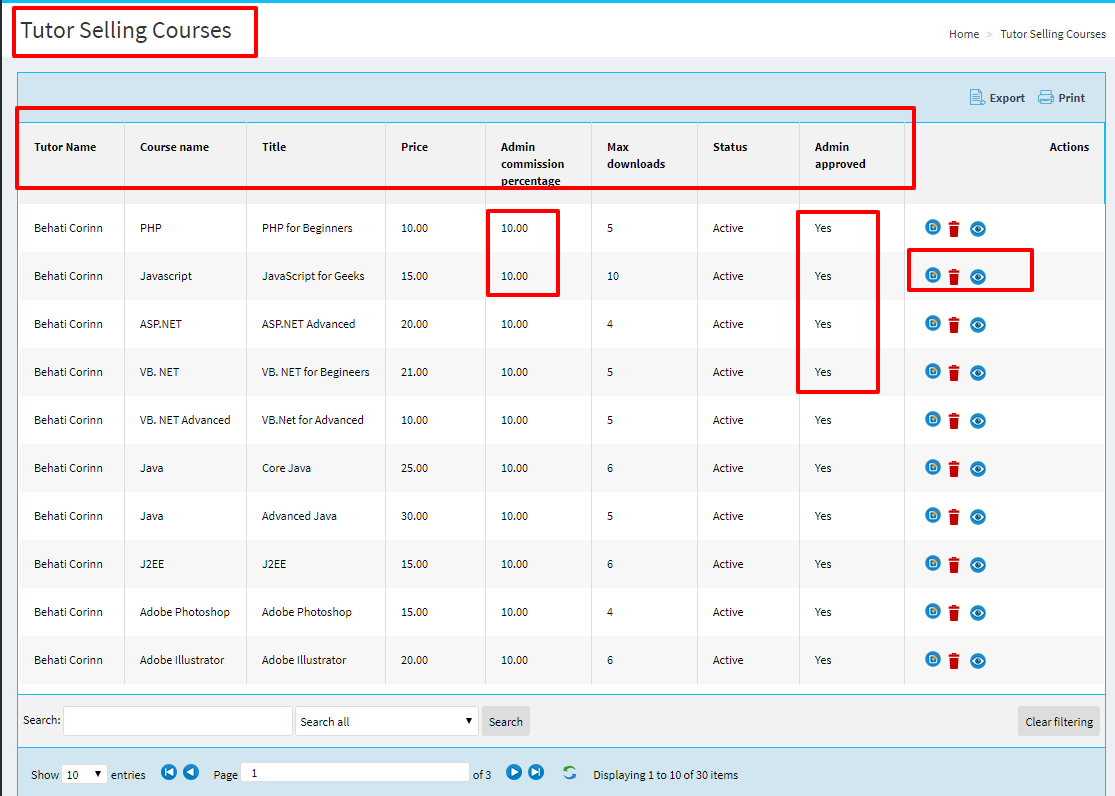 Tutor Selling Courses
Home > Tutor Selling Courses
Export Print
Tutor Name Course name Title Price Admin commission percentage Max downloads Status Admin approved Actions
Behati Corinn PHP PHP for Beginners 10.00 10.00 5 Active Yes
Behati Corinn Javascript JavaScript for Geeks 15.00 10.00 10 Active Yes
Behati Corinn ASP.NET ASP.NET Advanced 20.00 10.00 4 Active Yes
Behati Corinn VB. NET VB. NET for Begineers 21.00 10.00 5 Active Yes
Behati Corinn VB. NET Advanced VB.Net for Advanced 10.00 10.00 5 Active Yes
Behati Corinn Java Core Java 25.00 10.00 6 Active Yes
Behati Corinn Java Advanced Java 30.00 10.00 5 Active Yes
Behati Corinn J2EE J2EE 15.00 10.00 6 Active Yes
Behati Corinn Adobe Photoshop Adobe Photoshop 15.00 10.00 4 Active Yes
Behati Corinn Adobe Illustrator Adobe Illustrator 20.00 10.00 6 Active Yes
Search: Search all Search Clear filtering
Show 10 entries Page 1 of 3 Displaying 1 to 10 of 30 items